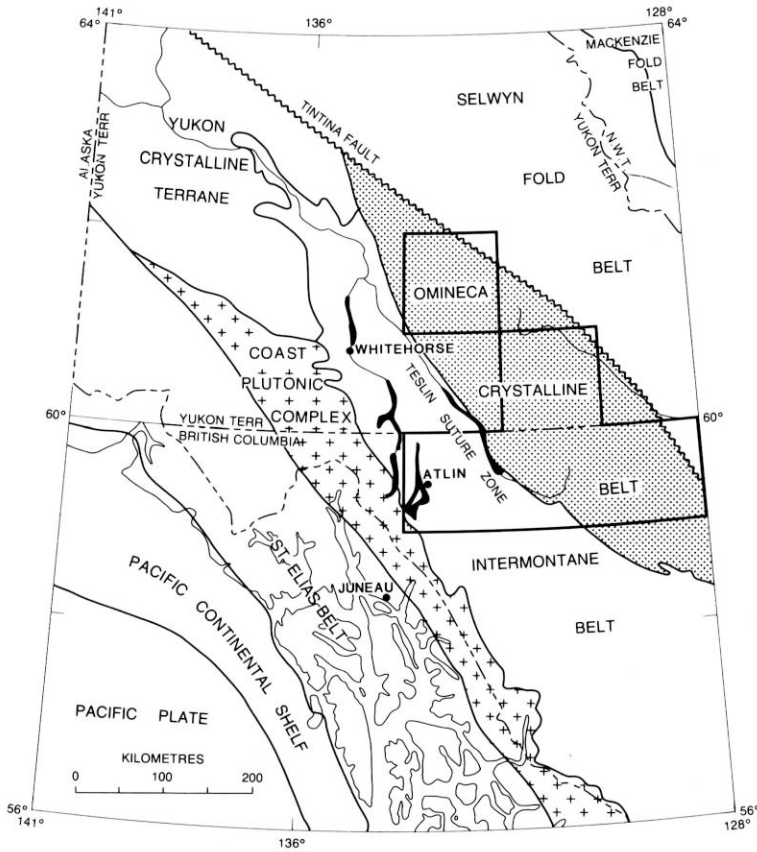 141°
136°
128°
64°
64°
MACKENZIE
FOLD
BELT
SELWYN
N.W.T.
YUKON TERR
TINTINA FAULT
YUKON
CRYSTALLINE
TERRANE
ALASKA
YUKON TERR
FOLD
BELT
OMINECA
WHITEHORSE
COAST
PLUTONIC
COMPLEX
TESLIN SUTURE ZONE
CRYSTALLINE
60°
60°
YUKON TERR
BRITISH COLUMBIA
ATLIN
BELT
INTERMONTANE
BELT
ST. ELIAS BELT
JUNEAU
PACIFIC CONTINENTAL SHELF
PACIFIC PLATE
KILOMETRES
0 100 200
56°
141°
136°
56°
128°